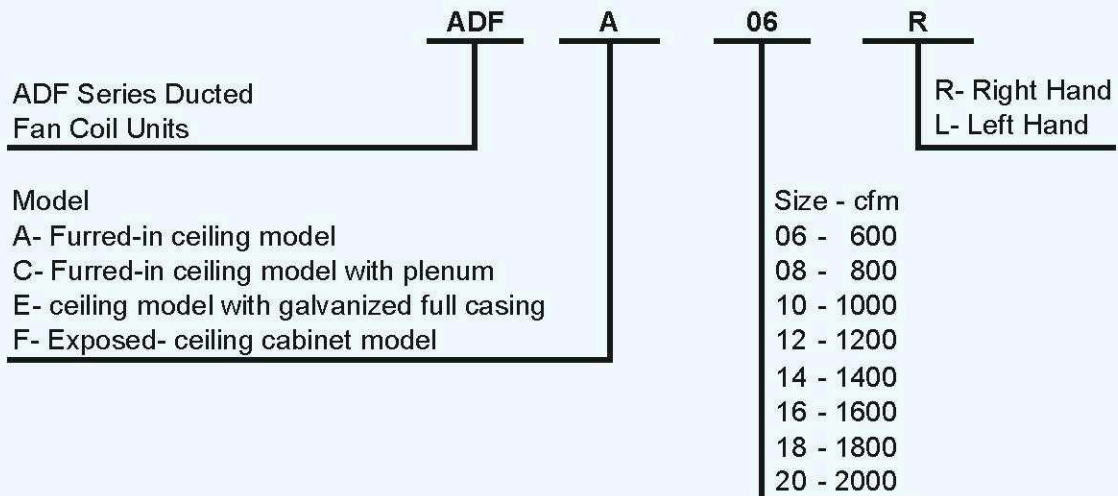 ADF A 06 R
ADF Series Ducted
Fan Coil Units
R- Right Hand
L- Left Hand
Model
A- Furred-in ceiling model
C- Furred-in ceiling model with plenum
E- ceiling model with galvanized full casing
F- Exposed- ceiling cabinet model
Size - cfm
06 - 600
08 - 800
10 - 1000
12 - 1200
14 - 1400
16 - 1600
18 - 1800
20 - 2000